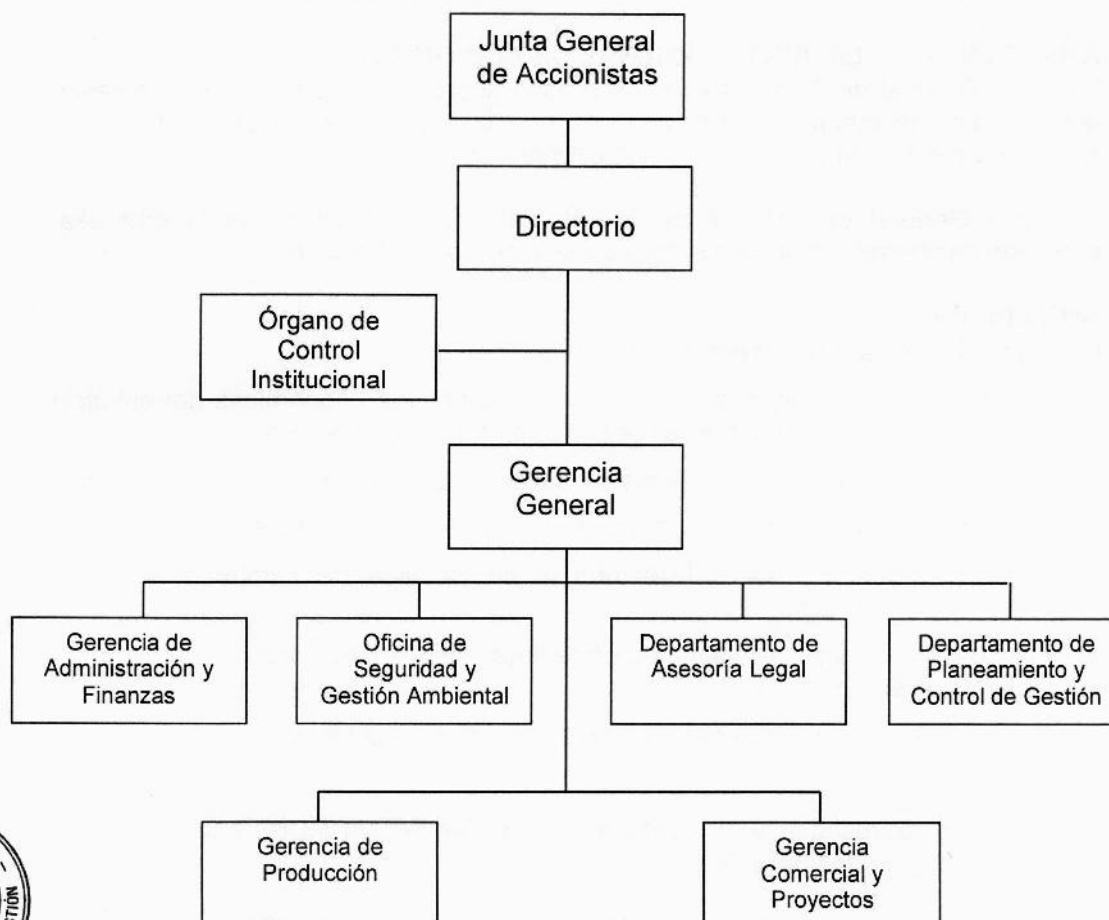 Junta General
de Accionistas
Directorio
Órgano de
Control
Institucional
Gerencia
General
Gerencia de
Administración y
Finanzas
Oficina de
Seguridad y
Gestión Ambiental
Departamento de
Asesoría Legal
Departamento de
Planeamiento y
Control de Gestión
Gerencia de
Producción
Gerencia
Comercial y
Proyectos